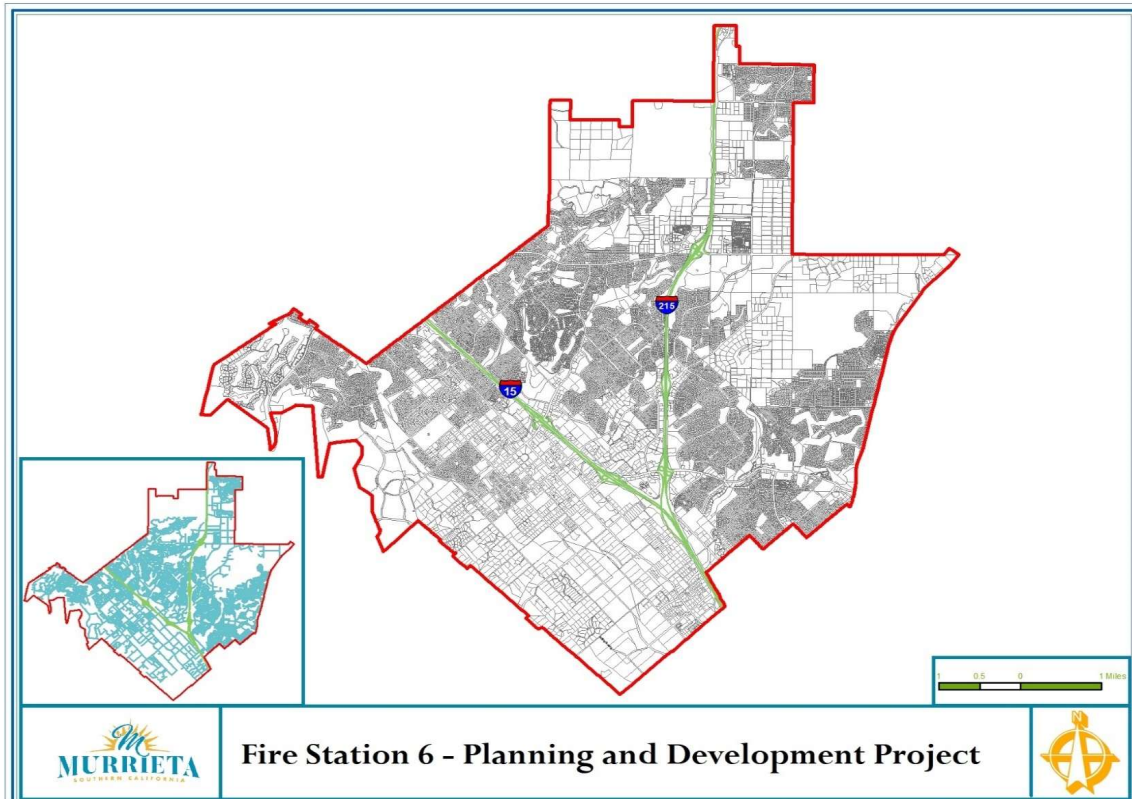 215
15
1 0.5 0 1 Miles
M
MURRIETA
SOUTHERN CALIFORNIA
Fire Station 6 - Planning and Development Project
N